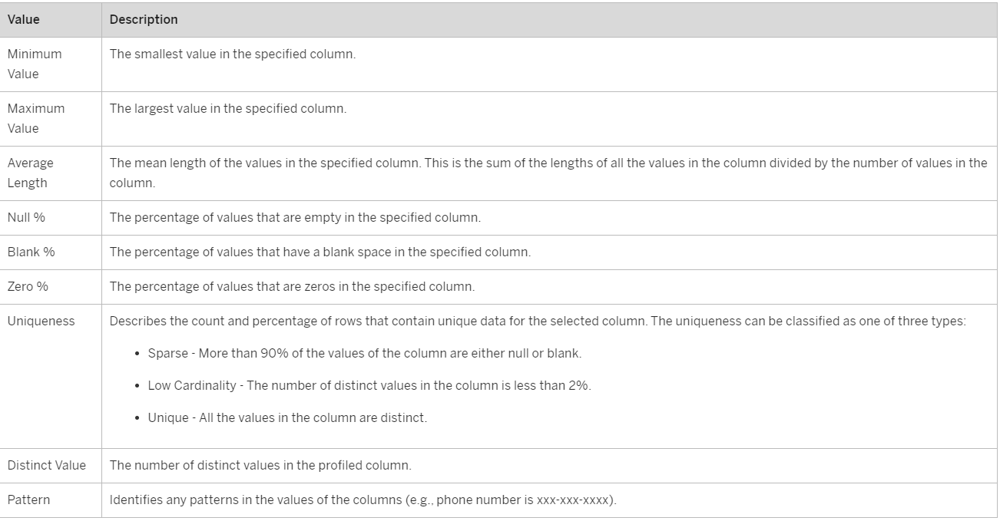 Value Description
Minimum Value The smallest value in the specified column.
Maximum Value The largest value in the specified column.
Average Length The mean length of the values in the specified column. This is the sum of the lengths of all the values in the column divided by the number of values in the
column.
Null % The percentage of values that are empty in the specified column.
Blank % The percentage of values that have a blank space in the specified column.
Zero % The percentage of values that are zeros in the specified column.
Uniqueness Describes the count and percentage of rows that contain unique data for the selected column. The uniqueness can be classified as one of three types:
• Sparse - More than 90% of the values of the column are either null or blank.
• Low Cardinality - The number of distinct values in the column is less than 2%.
• Unique - All the values in the column are distinct.
Distinct Value The number of distinct values in the profiled column.
Pattern Identifies any patterns in the values of the columns (e.g., phone number is xxx-xxx-xxxx).